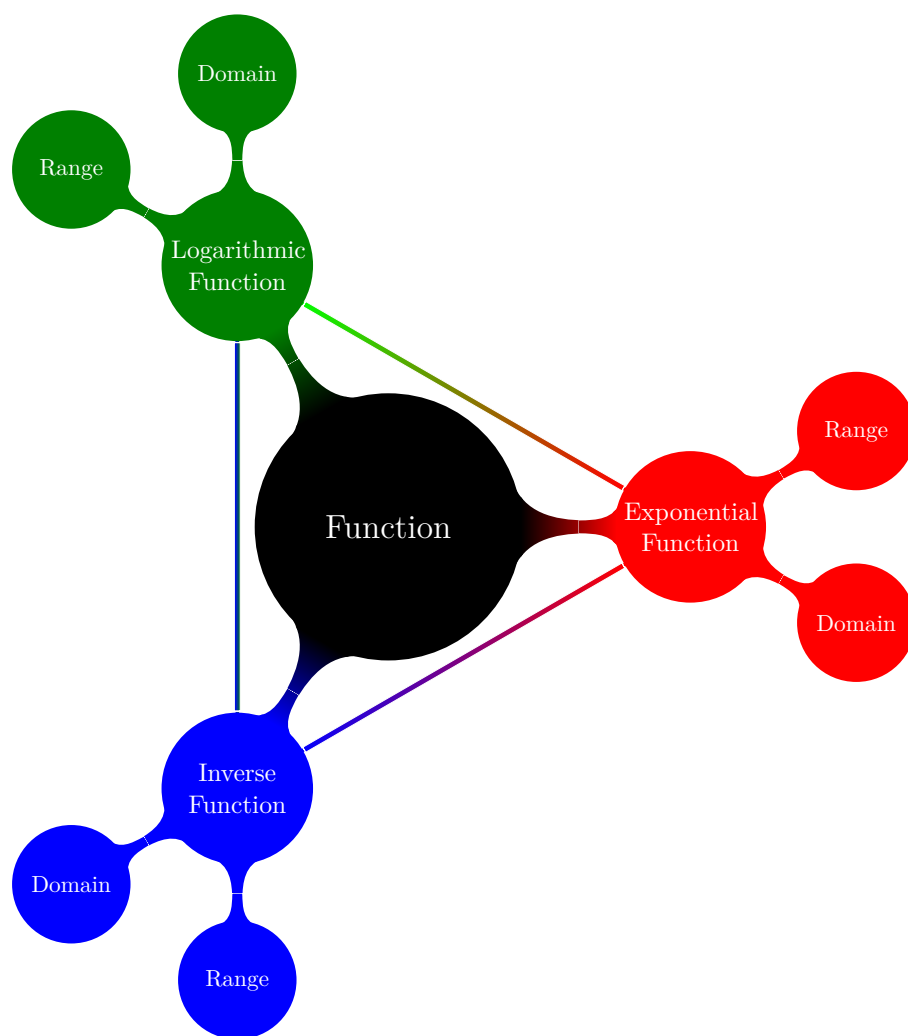 Domain
Range
Logarithmic
Function
Range
Exponential
Function
Function
Domain
Inverse
Function
Domain
Range